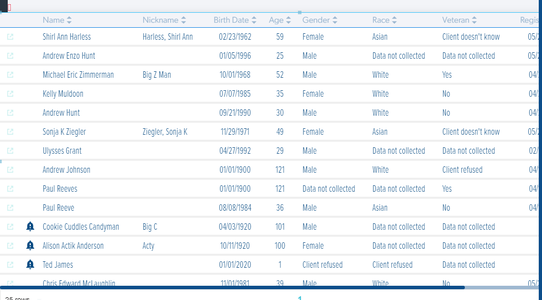 Name Nickname Birth Date Age Gender Race Veteran Regi
Shirl Ann Harless Harless, Shirl Ann 02/23/1962 59 Female Asian Client doesn't know 05/2
Andrew Enzo Hunt 01/05/1996 25 Male Data not collected Data not collected 05/2
Michael Eric Zimmerman Big Z Man 10/01/1968 52 Male White Yes 04/
Kelly Muldoon 07/07/1985 35 Female White No 04/
Andrew Hunt 09/21/1990 30 Male White No 04/
Sonja K Ziegler Ziegler, Sonja K 11/29/1971 49 Female Asian Client doesn't know 05/2
Ulysses Grant 04/27/1992 29 Male Data not collected Data not collected 02/
Andrew Johnson 01/01/1900 121 Male White Client refused 04/
Paul Reeves 01/01/1900 121 Data not collected Data not collected Yes 04/
Paul Reeve 08/08/1984 36 Male Asian No 04/
Cookie Cuddles Candyman Big C 04/03/1920 101 Male Data not collected Data not collected
Alison Actik Anderson Acty 10/11/1920 100 Female Data not collected Data not collected
Ted James 01/01/2020 1 Client refused Client refused Data not collected
Chris Edward McLaughlin 11/01/1981 39 Male White No 05/
25 rows 1